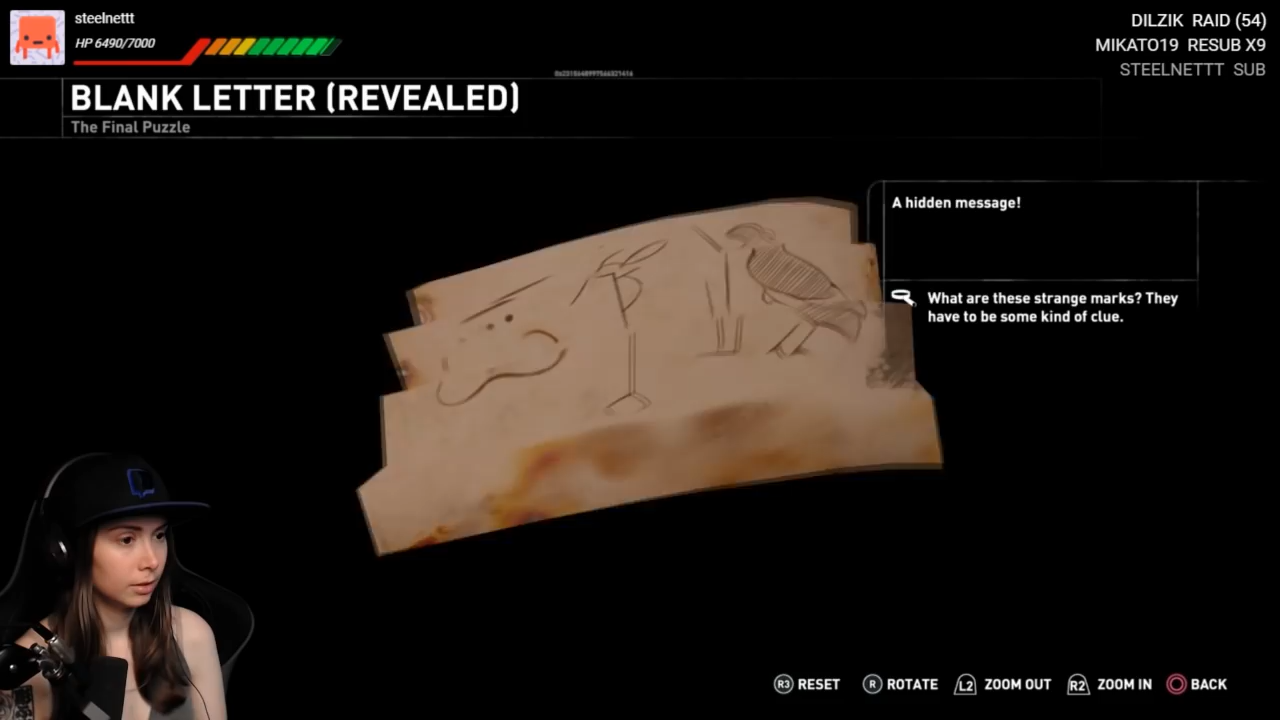 steelnettt
HP 6490/7000
DILZIK RAID (54)
MIKATO19 RESUB X9
STEELNETTT SUB
BLANK LETTER (REVEALED)
The Final Puzzle
A hidden message!
What are these strange marks? They
have to be some kind of clue.
R3 RESET
R ROTATE
L2 ZOOM OUT
R2 ZOOM IN
BACK